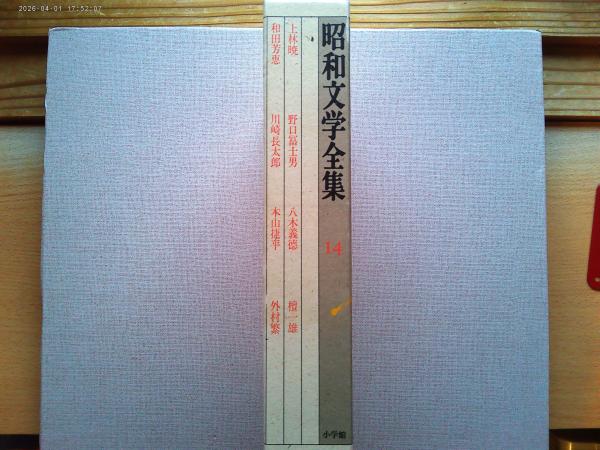 2026-04-01 17:52:07
昭和文学全集
14
小学館
上林暁 野口冨士男 八木義徳 檀一雄
和田芳恵 川崎長太郎 木山捷平 外村繁